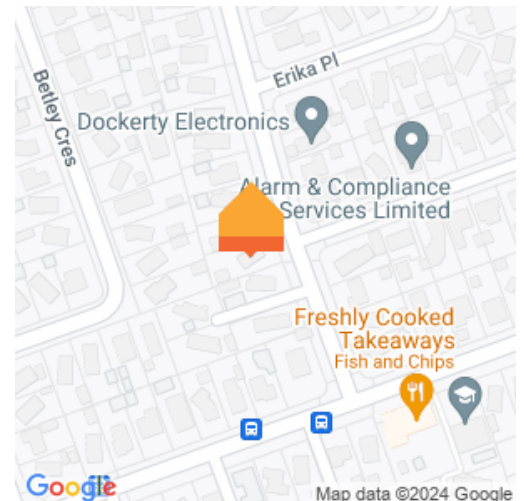 Erika Pl
Betley Cres
Dockerty Electronics
Alarm & Compliance
Services Limited
Freshly Cooked
Takeaways
Fish and Chips
Google
Map data ©2024 Google